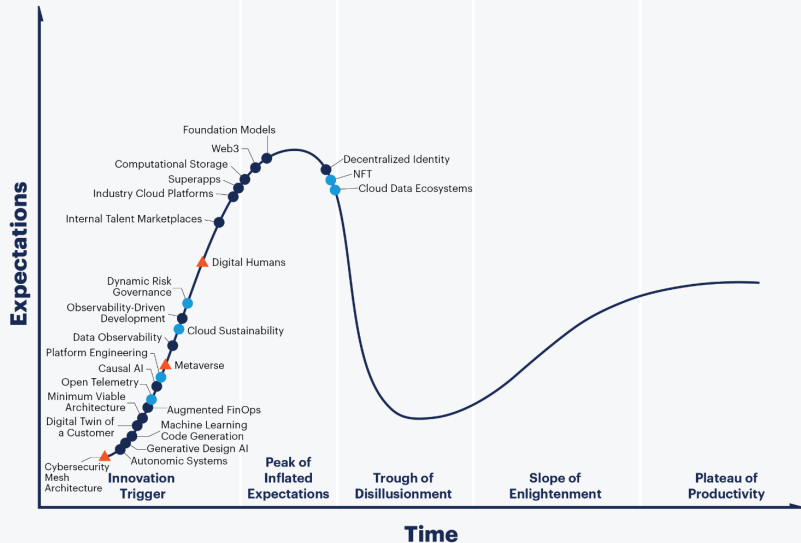 Foundation Models
Web3
Computational Storage
Superapps
Industry Cloud Platforms
Internal Talent Marketplaces
Decentralized Identity
NFT
Cloud Data Ecosystems
Digital Humans
Dynamic Risk
Governance
Observability-Driven
Development
Cloud Sustainability
Data Observability
Platform Engineering
Metaverse
Causal AI
Open Telemetry
Minimum Viable
Architecture
Augmented FinOps
Digital Twin of
a Customer
Machine Learning
Code Generation
Generative Design AI
Autonomic Systems
Cybersecurity
Mesh
Architecture
Expectations
Innovation
Trigger
Peak of
Inflated
Expectations
Trough of
Disillusionment
Slope of
Enlightenment
Plateau of
Productivity
Time